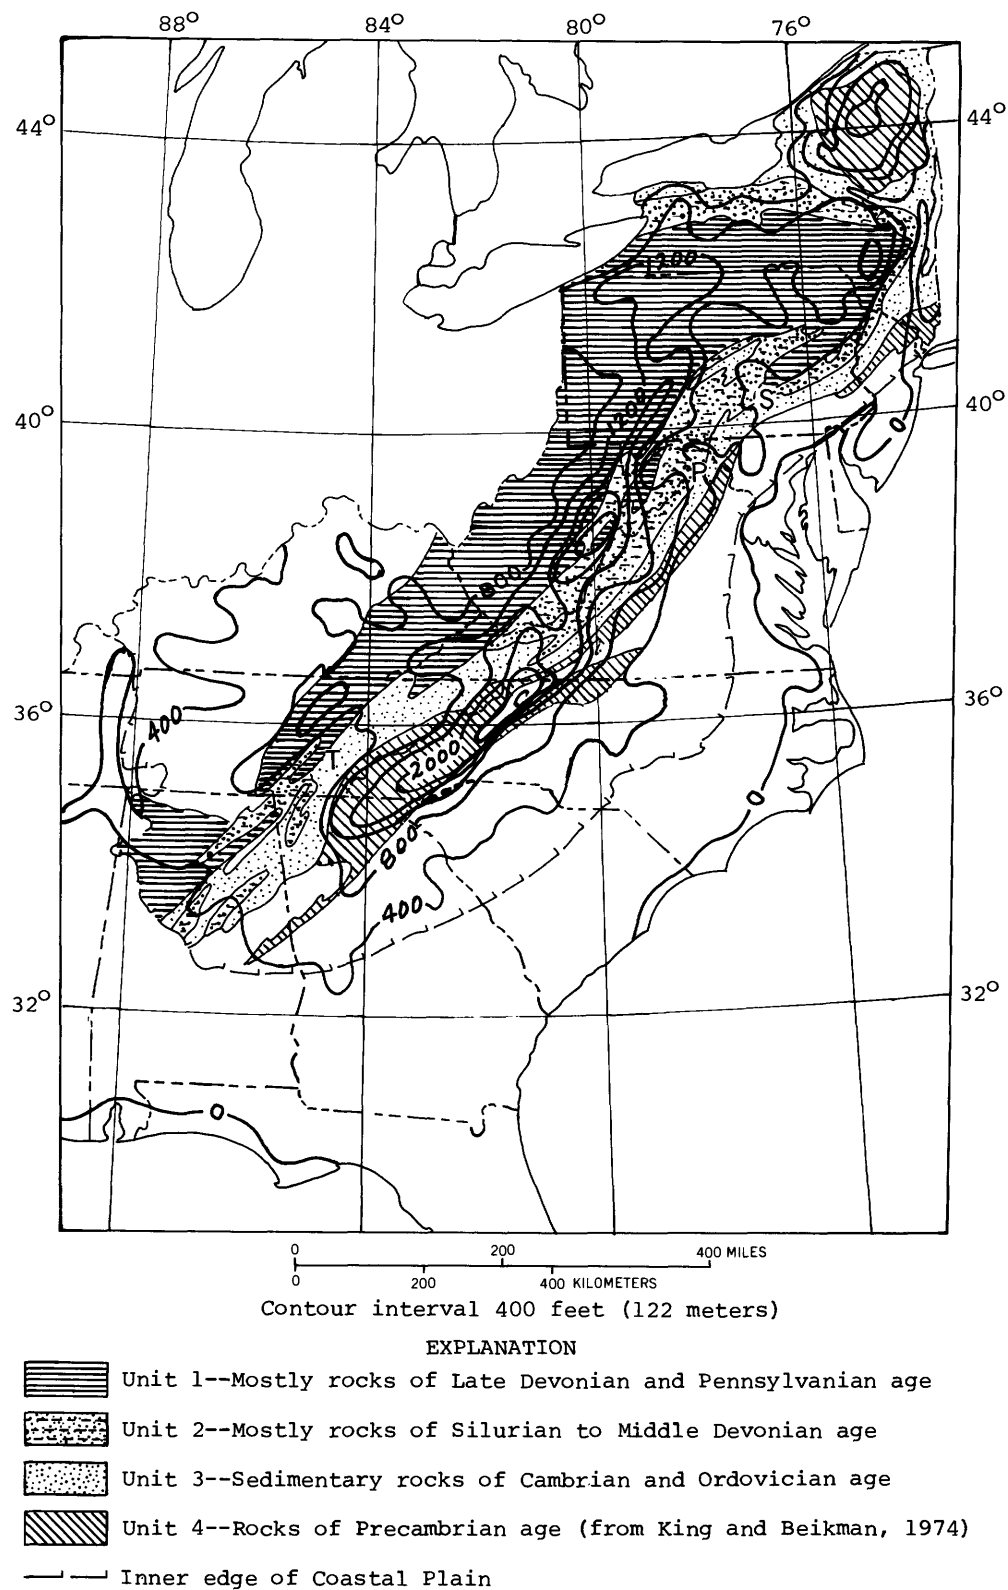 88° 84° 80° 76°
44° 44°
1200
1200
40° S 40°
P
0
800
36° 400 36°
T 2000
800 0
400
32° 32°
0
0 200 400 MILES
0 200 400 KILOMETERS
Contour interval 400 feet (122 meters)
EXPLANATION
Unit 1--Mostly rocks of Late Devonian and Pennsylvanian age
Unit 2--Mostly rocks of Silurian to Middle Devonian age
Unit 3--Sedimentary rocks of Cambrian and Ordovician age
Unit 4--Rocks of Precambrian age (from King and Beikman, 1974)
Inner edge of Coastal Plain